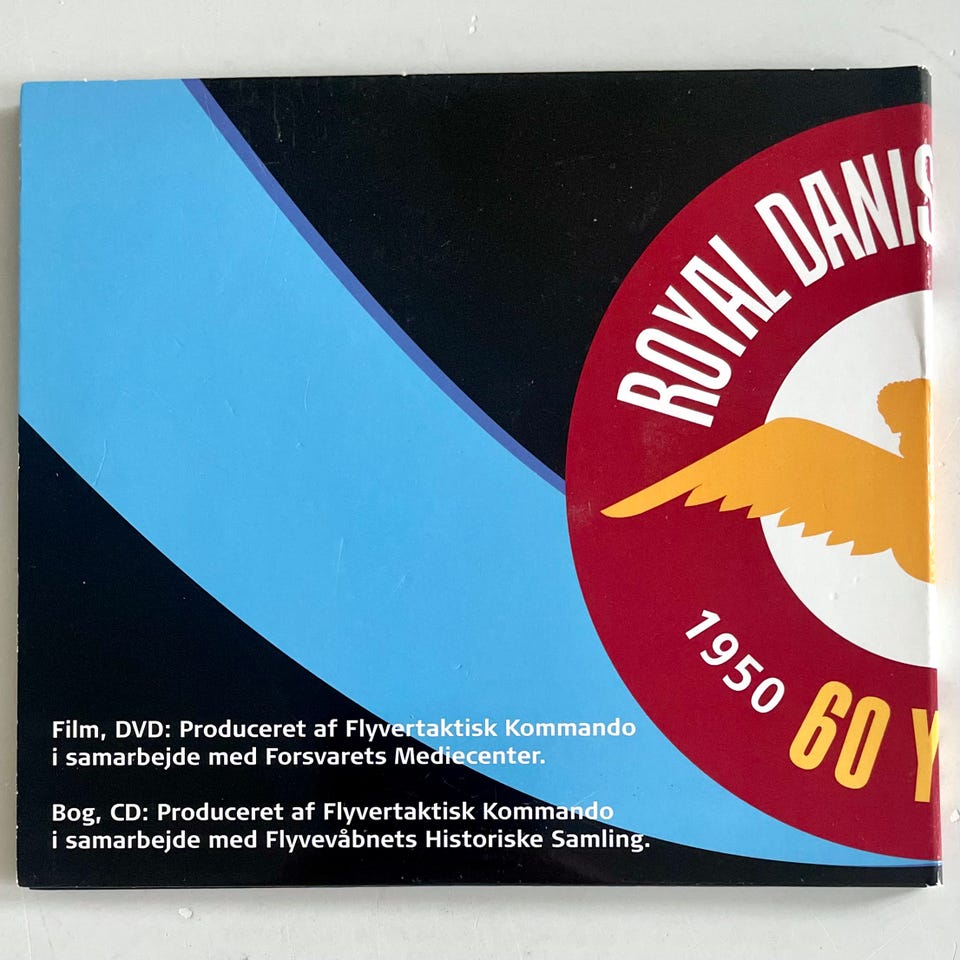 ROYAL DANIS
1950
60 Y
Film, DVD: Produceret af Flyvertaktisk Kommando
i samarbejde med Forsvarets Mediecenter.
Bog, CD: Produceret af Flyvertaktisk Kommando
i samarbejde med Flyvevåbnets Historiske Samling.